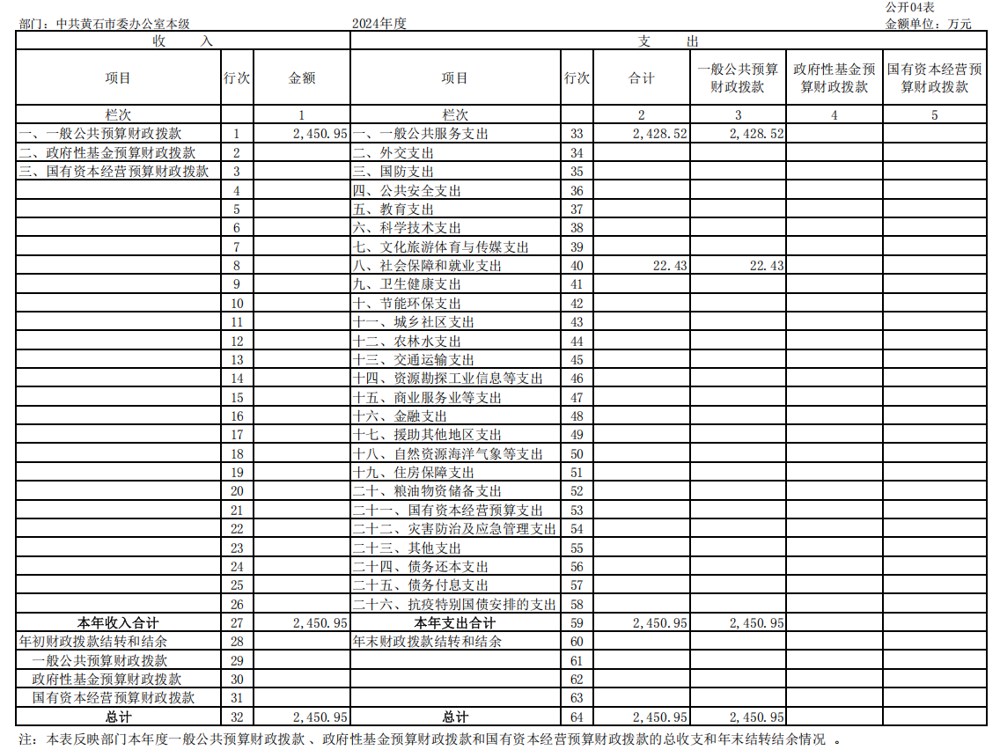 公开04表
部门：中共黄石市委办公室本级 2024年度 金额单位：万元
收 入 支 出
项目 行次 金额 项目 行次 合计 一般公共预算财政拨款 政府性基金预算财政拨款 国有资本经营预算财政拨款
栏次 1 栏次 2 3 4 5
一、一般公共预算财政拨款 1 2,450.95 一、一般公共服务支出 33 2,428.52 2,428.52
二、政府性基金预算财政拨款 2 二、外交支出 34
三、国有资本经营预算财政拨款 3 三、国防支出 35
4 四、公共安全支出 36
5 五、教育支出 37
6 六、科学技术支出 38
7 七、文化旅游体育与传媒支出 39
8 八、社会保障和就业支出 40 22.43 22.43
9 九、卫生健康支出 41
10 十、节能环保支出 42
11 十一、城乡社区支出 43
12 十二、农林水支出 44
13 十三、交通运输支出 45
14 十四、资源勘探工业信息等支出 46
15 十五、商业服务业等支出 47
16 十六、金融支出 48
17 十七、援助其他地区支出 49
18 十八、自然资源海洋气象等支出 50
19 十九、住房保障支出 51
20 二十、粮油物资储备支出 52
21 二十一、国有资本经营预算支出 53
22 二十二、灾害防治及应急管理支出 54
23 二十三、其他支出 55
24 二十四、债务还本支出 56
25 二十五、债务付息支出 57
26 二十六、抗疫特别国债安排的支出 58
本年收入合计 27 2,450.95 本年支出合计 59 2,450.95 2,450.95
年初财政拨款结转和结余 28 年末财政拨款结转和结余 60
一般公共预算财政拨款 29 61
政府性基金预算财政拨款 30 62
国有资本经营预算财政拨款 31 63
总计 32 2,450.95 总计 64 2,450.95 2,450.95
注：本表反映部门本年度一般公共预算财政拨款、政府性基金预算财政拨款和国有资本经营预算财政拨款的总收支和年末结转结余情况。